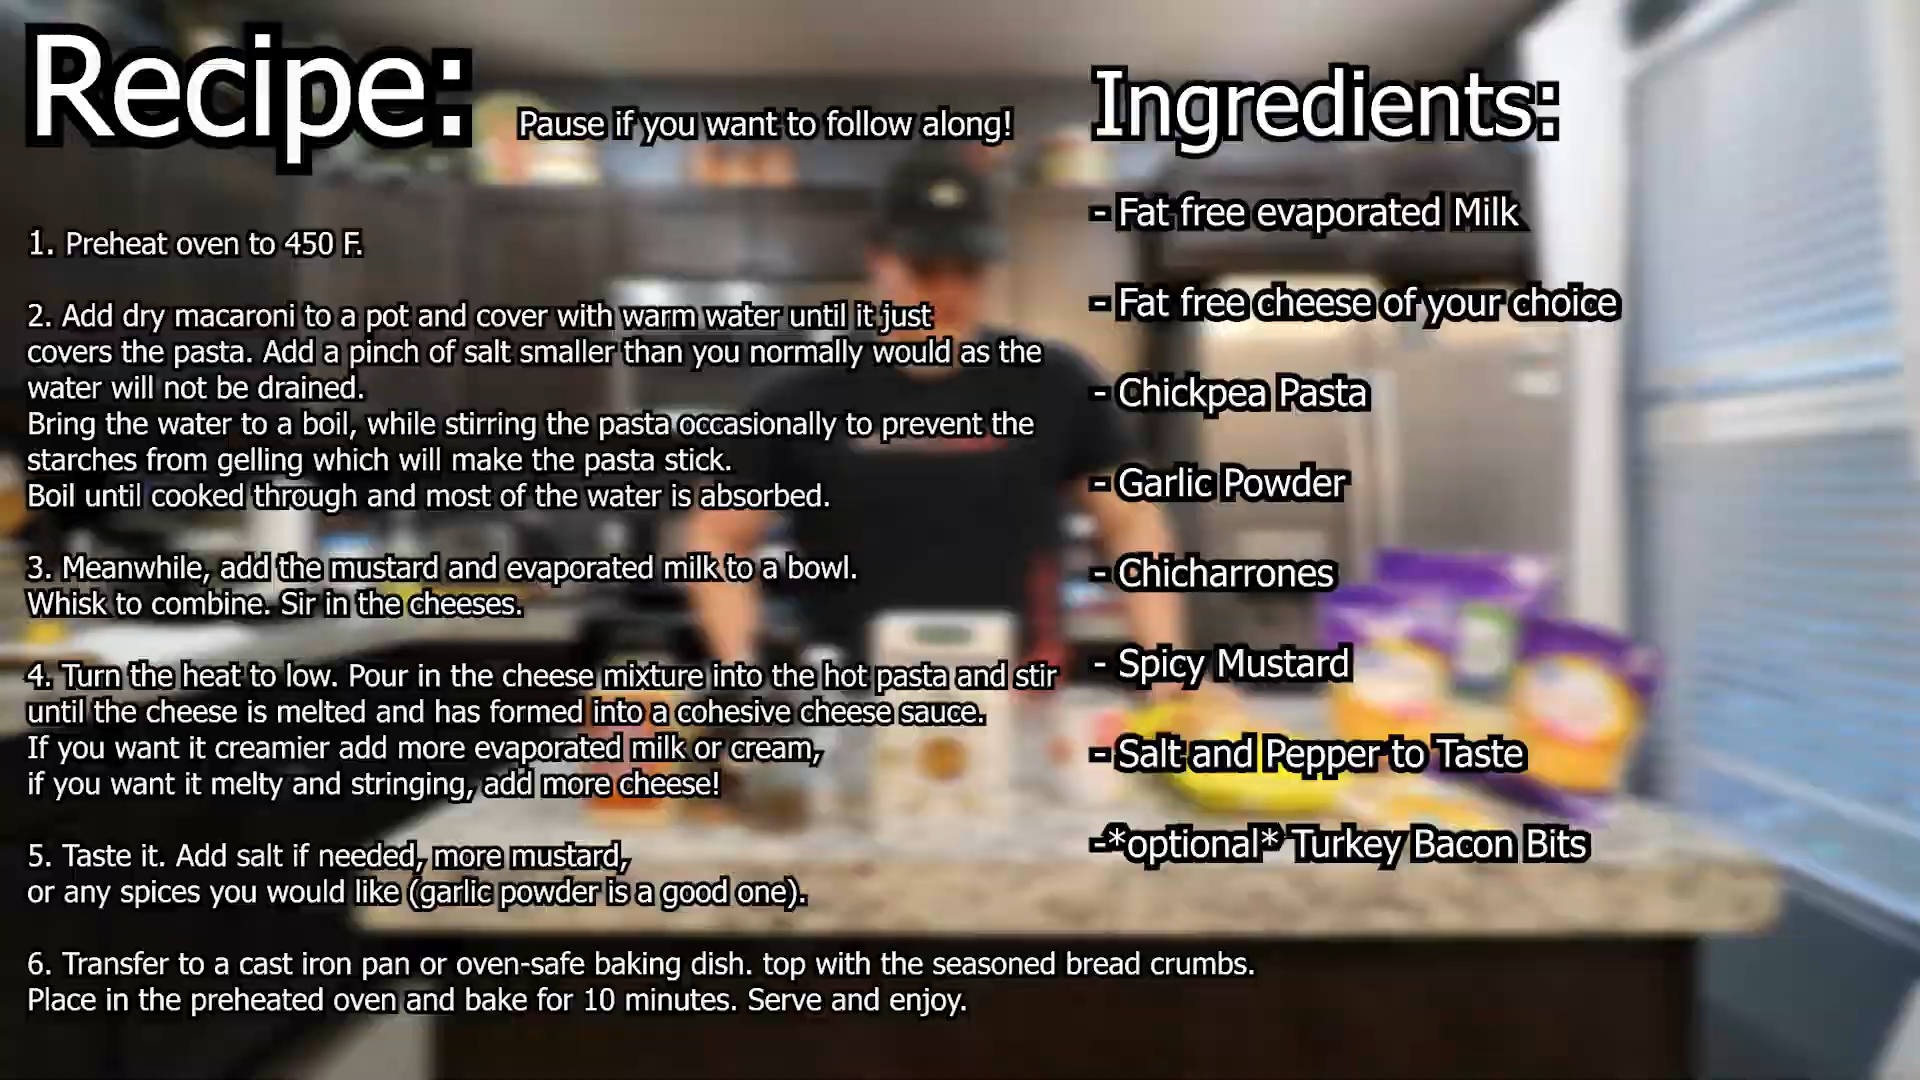 Recipe:
Pause if you want to follow along!
1. Preheat oven to 450 F.
2. Add dry macaroni to a pot and cover with warm water until it just
covers the pasta. Add a pinch of salt smaller than you normally would as the
water will not be drained.
Bring the water to a boil, while stirring the pasta occasionally to prevent the
starches from gelling which will make the pasta stick.
Boil until cooked through and most of the water is absorbed.
3. Meanwhile, add the mustard and evaporated milk to a bowl.
Whisk to combine. Sir in the cheeses.
4. Turn the heat to low. Pour in the cheese mixture into the hot pasta and stir
until the cheese is melted and has formed into a cohesive cheese sauce.
If you want it creamier add more evaporated milk or cream,
if you want it melty and stringing, add more cheese!
5. Taste it. Add salt if needed, more mustard,
or any spices you would like (garlic powder is a good one).
6. Transfer to a cast iron pan or oven-safe baking dish. top with the seasoned bread crumbs.
Place in the preheated oven and bake for 10 minutes. Serve and enjoy.
Ingredients:
- Fat free evaporated Milk
- Fat free cheese of your choice
- Chickpea Pasta
- Garlic Powder
- Chicharrones
- Spicy Mustard
- Salt and Pepper to Taste
-*optional* Turkey Bacon Bits